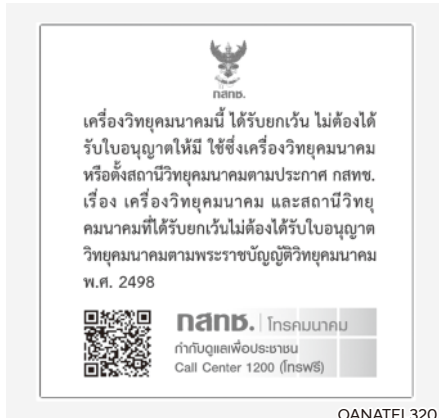 กสทช.
เครื่องวิทยุคมนาคมนี้ ได้รับยกเว้น ไม่ต้องได้
รับใบอนุญาตให้มี ใช้ซึ่งเครื่องวิทยุคมนาคม
หรือตั้งสถานีวิทยุคมนาคมตามประกาศ กสทช.
เรื่อง เครื่องวิทยุคมนาคม และสถานีวิทยุ
คมนาคมที่ได้รับยกเว้นไม่ต้องได้รับใบอนุญาต
วิทยุคมนาคมตามพระราชบัญญัติวิทยุคมนาคม
พ.ศ. 2498
กสทช. | โทรคมนาคม
กำกับดูแลเพื่อประชาชน
Call Center 1200 (โทรฟรี)
OANATEL320